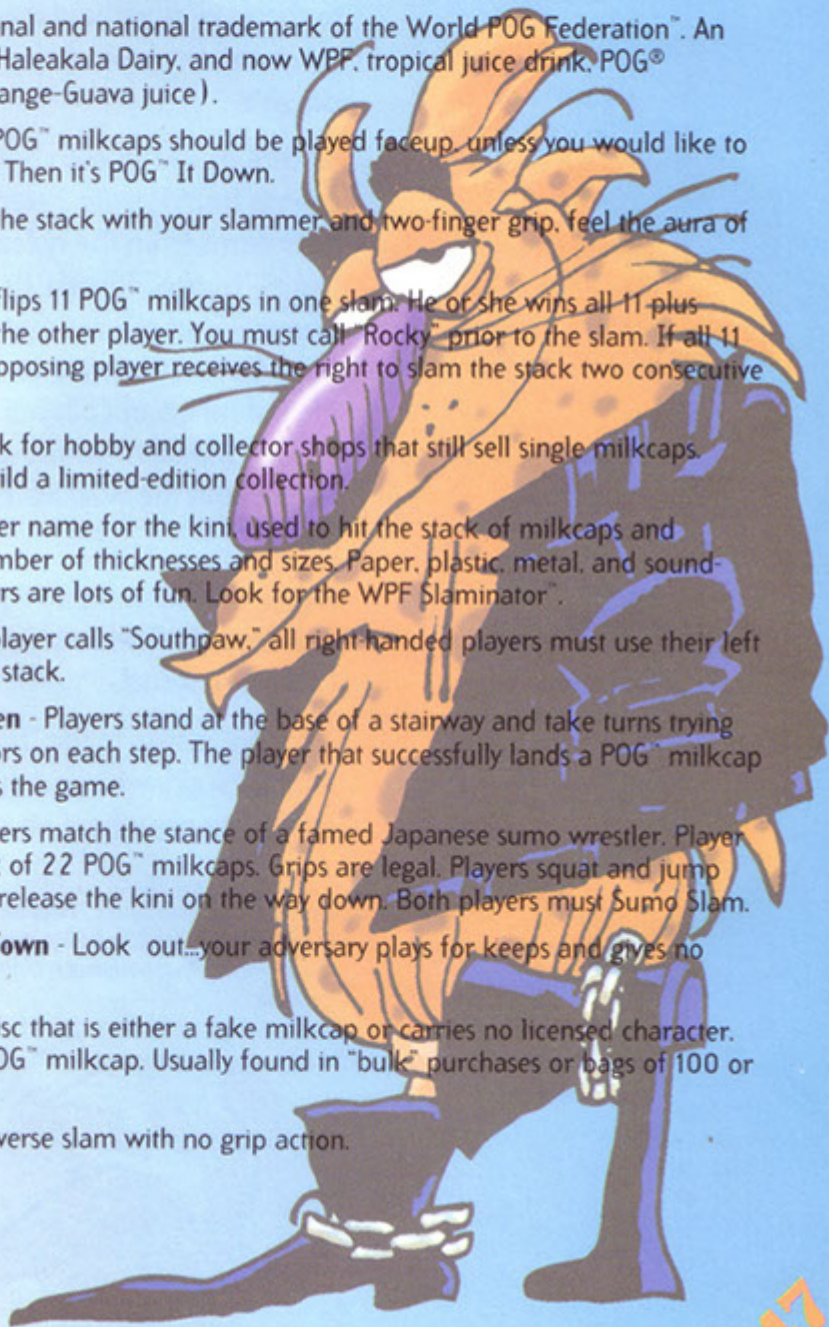 nal and national trademark of the World POG Federation™. An
Haleakala Dairy, and now WPF, tropical juice drink, POG®
ange-Guava juice).
POG™ milkcaps should be played faceup, unless you would like to
Then it's POG™ It Down.
he stack with your slammer and two-finger grip, feel the aura of
flips 11 POG™ milkcaps in one slam. He or she wins all 11 plus
he other player. You must call "Rocky" prior to the slam. If all 11
pposing player receives the right to slam the stack two consecutive
k for hobby and collector shops that still sell single milkcaps.
ild a limited-edition collection.
er name for the kini, used to hit the stack of milkcaps and
mber of thicknesses and sizes. Paper, plastic, metal, and sound-
rs are lots of fun. Look for the WPF Slaminator™.
player calls "Southpaw," all right-handed players must use their left
stack.
en - Players stand at the base of a stairway and take turns trying
ors on each step. The player that successfully lands a POG™ milkcap
s the game.
ers match the stance of a famed Japanese sumo wrestler. Player
of 22 POG™ milkcaps. Grips are legal. Players squat and jump
release the kini on the way down. Both players must Sumo Slam.
own - Look out...your adversary plays for keeps and gives no
sc that is either a fake milkcap or carries no licensed character.
OG™ milkcap. Usually found in "bulk" purchases or bags of 100 or
verse slam with no grip action.
17